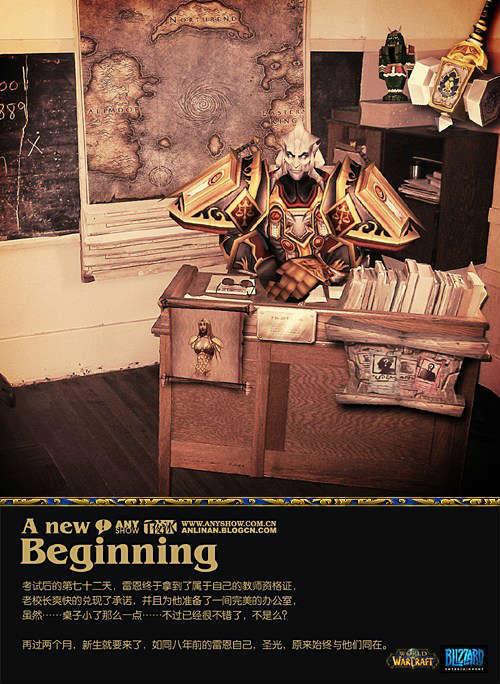 NORTHREND
KALIMDOR
EASTERN
KING
001
889
X
A new
ANY
SHOW
WWW.ANYSHOW.COM.CN
ANLINAN.BLOGCN.COM
Beginning
考试后的第七十二天，雷恩终于拿到了属于自己的教师资格证，
老校长爽快的兑现了承诺，并且为他准备了一间完美的办公室，
虽然……桌子小了那么一点……不过已经很不错了，不是么？
再过两个月，新生就要来了，如同八年前的雷恩自己，圣光，原来始终与他们同在。
WORLD
OF
WARCRAFT
BLIZZARD
ENTERTAINMENT